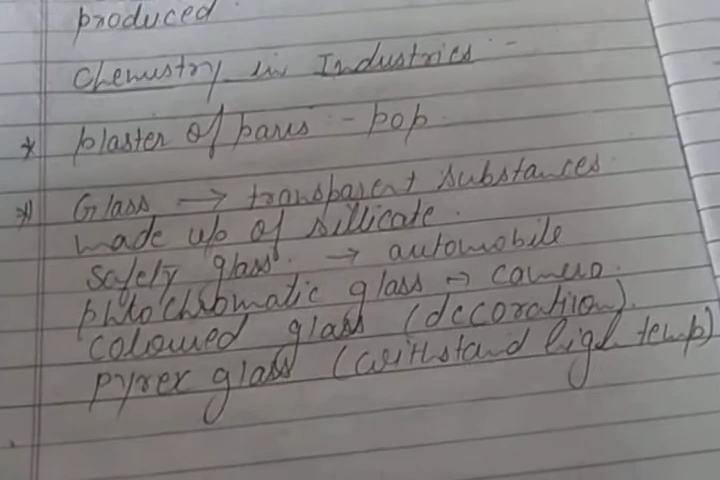 produced
Chemistry in Industries -
* plaster of paris - pop
* Glass → transparent substances
made up of sillicate.
safety glass. → automobile
photochromatic glass → camera.
coloured glass (decoration).
pyrex glass (withstand high temp)